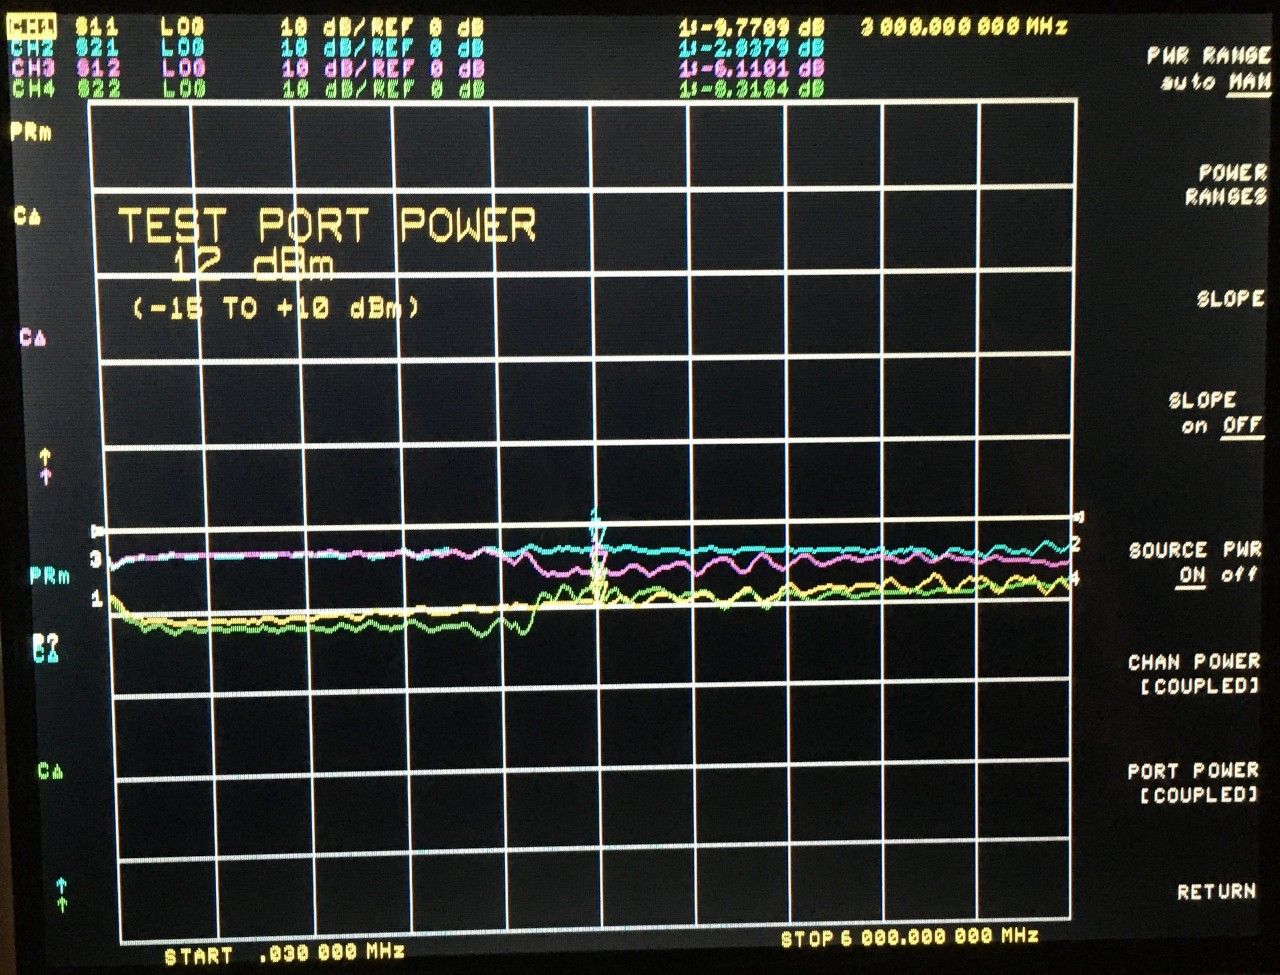 CH1 S11 LOG 10 dB/REF 0 dB 1:-9.7709 dB 3 000.000 000 MHz
CH2 S21 LOG 10 dB/REF 0 dB 1:-2.8379 dB
CH3 S12 LOG 10 dB/REF 0 dB 1:-6.1101 dB
CH4 S22 LOG 10 dB/REF 0 dB 1:-8.3184 dB
PWR RANGE
auto MAN
PRm
POWER
RANGES
CΔ
TEST PORT POWER
12 dBm
(-15 TO +10 dBm)
SLOPE
CΔ
SLOPE
on OFF
↑
↑
3
2
SOURCE PWR
ON off
PRm
1
4
P?
CΔ
CHAN POWER
[COUPLED]
CΔ
PORT POWER
[COUPLED]
↑
↑
RETURN
START .030 000 MHz STOP 6 000.000 000 MHz